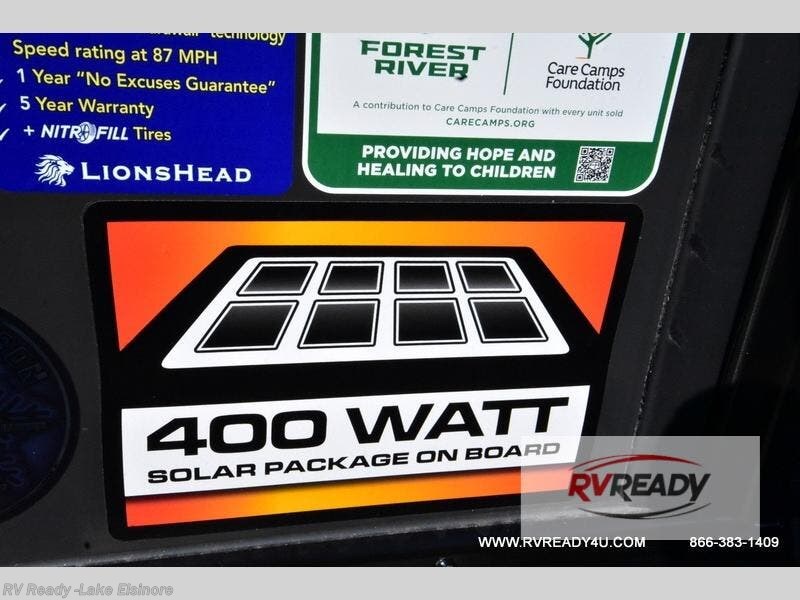 technology
Speed rating at 87 MPH
✓ 1 Year “No Excuses Guarantee”
✓ 5 Year Warranty
✓ + NITROFILL Tires
LIONSHEAD
FOREST
RIVER
Care Camps
Foundation
A contribution to Care Camps Foundation with every unit sold
CARECAMPS.ORG
PROVIDING HOPE AND
HEALING TO CHILDREN
400 WATT
SOLAR PACKAGE ON BOARD
RVREADY
WWW.RVREADY4U.COM 866-383-1409
RV Ready -Lake Elsinore